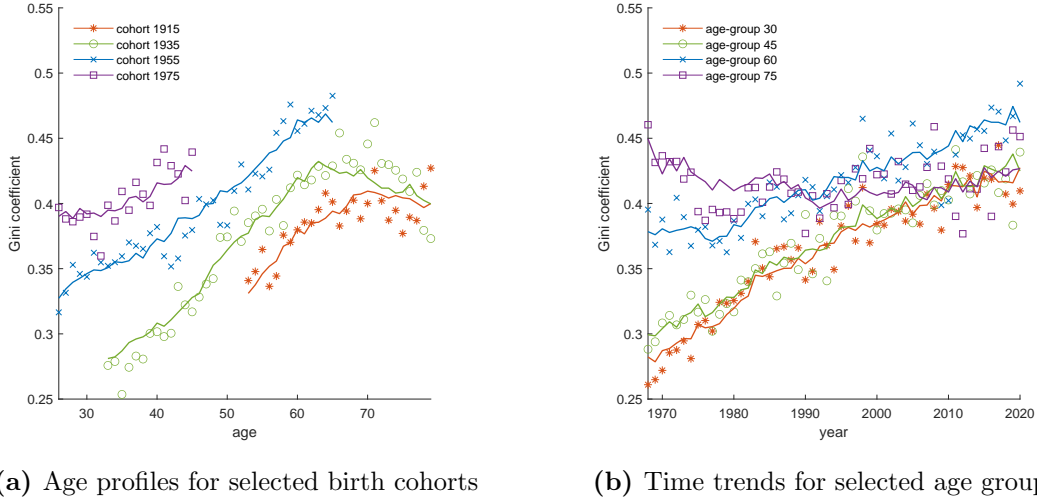 0.55
0.5
0.45
0.4
0.35
0.3
0.25
Gini coefficient
cohort 1915
cohort 1935
cohort 1955
cohort 1975
30 40 50 60 70
age
0.55
0.5
0.45
0.4
0.35
0.3
0.25
Gini coefficient
age-group 30
age-group 45
age-group 60
age-group 75
1970 1980 1990 2000 2010 2020
year
(a) Age profiles for selected birth cohorts
(b) Time trends for selected age group